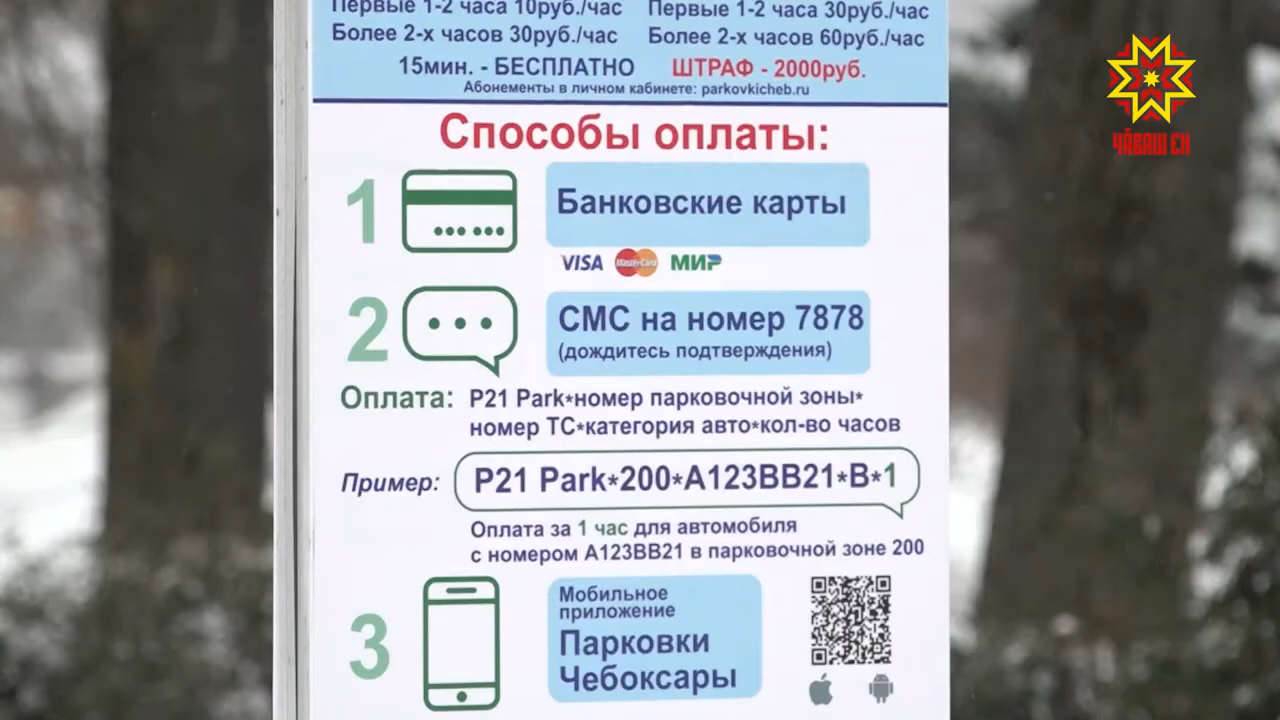 Первые 1-2 часа 10руб./час Первые 1-2 часа 30руб./час
Более 2-х часов 30руб./час Более 2-х часов 60руб./час
15мин. - БЕСПЛАТНО ШТРАФ - 2000руб.
Абонементы в личном кабинете: parkovkicheb.ru
Способы оплаты:
1 Банковские карты
VISA MasterCard МИР
2 СМС на номер 7878
(дождитесь подтверждения)
Оплата: P21 Park*номер парковочной зоны*
номер ТС*категория авто*кол-во часов
Пример: P21 Park*200*A123BB21*B*1
Оплата за 1 час для автомобиля
с номером А123ВВ21 в парковочной зоне 200
3 Мобильное
приложение
Парковки
Чебоксары
ЧӐВАШ ЕН